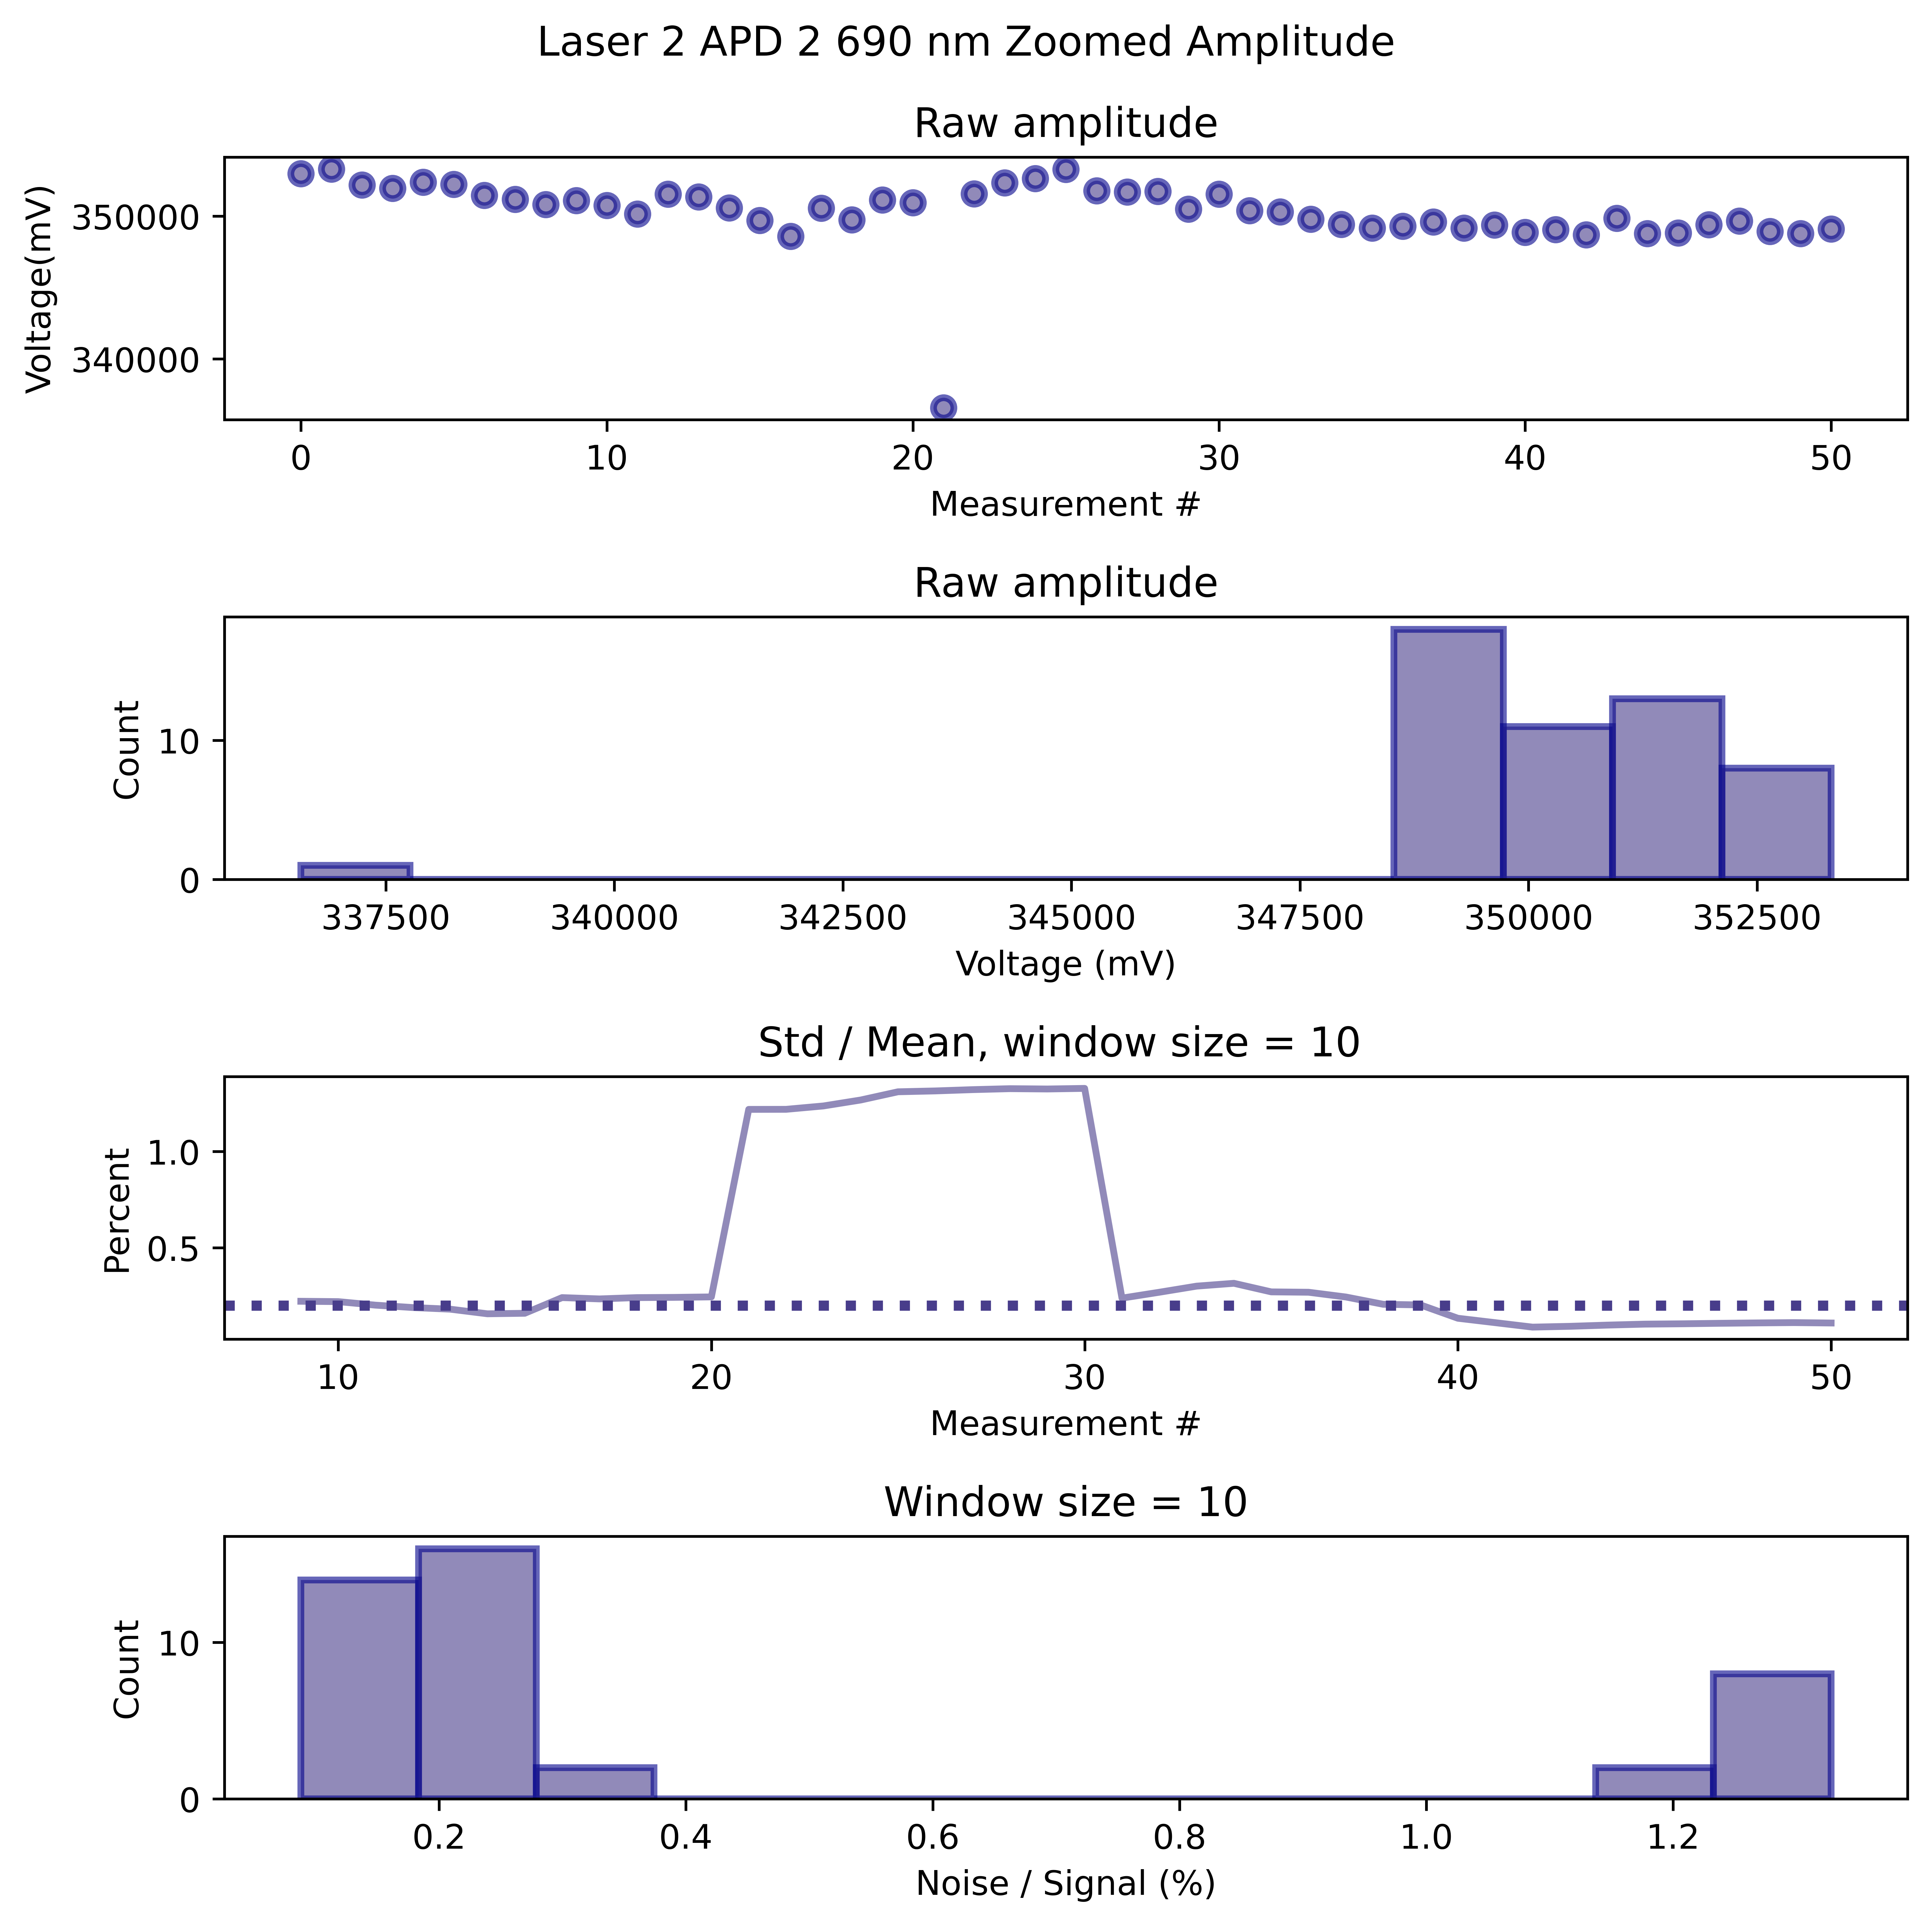 Laser 2 APD 2 690 nm Zoomed Amplitude
Raw amplitude
Voltage(mV)
350000
340000
0 10 20 30 40 50
Measurement #
Raw amplitude
Count
10
0
337500 340000 342500 345000 347500 350000 352500
Voltage (mV)
Std / Mean, window size = 10
Percent
1.0
0.5
10 20 30 40 50
Measurement #
Window size = 10
Count
10
0
0.2 0.4 0.6 0.8 1.0 1.2
Noise / Signal (%)